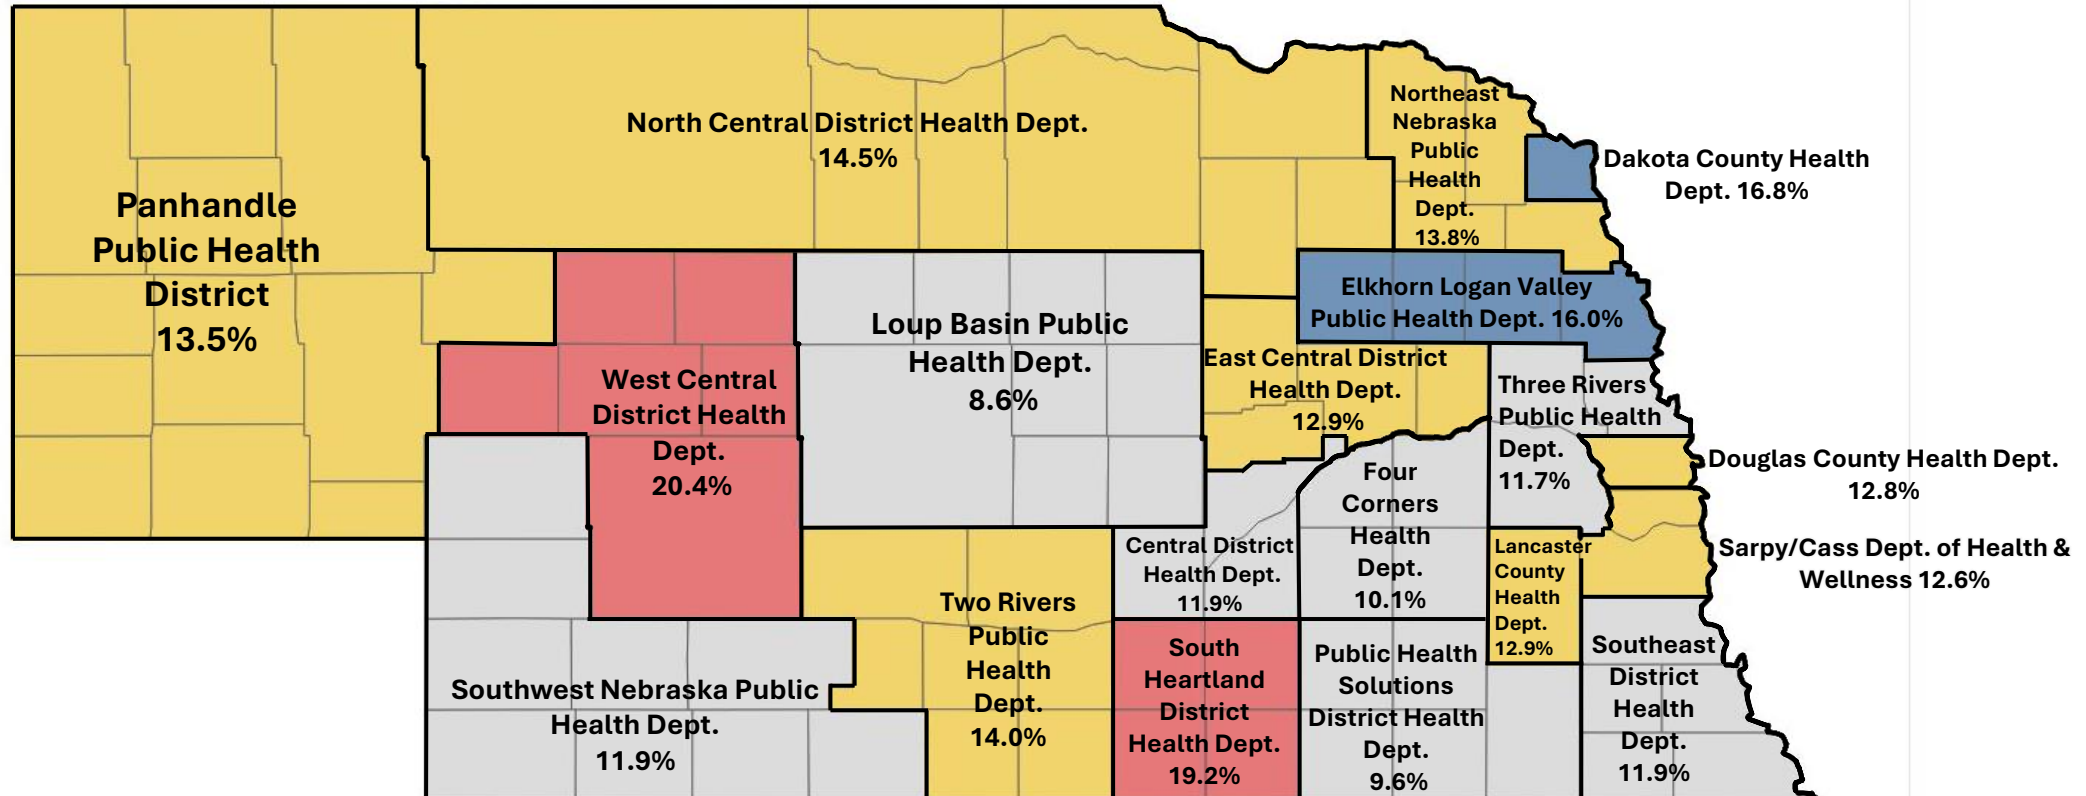 North Central District Health Dept.
14.5%
Northeast
Nebraska
Public
Health
Dept.
13.8%
Dakota County Health
Dept. 16.8%
Panhandle
Public Health
District
13.5%
Elkhorn Logan Valley
Public Health Dept. 16.0%
Loup Basin Public
Health Dept.
8.6%
East Central District
Health Dept.
12.9%
West Central
District Health
Dept.
20.4%
Three Rivers
Public Health
Dept.
11.7%
Douglas County Health Dept.
12.8%
Four
Corners
Health
Dept.
10.1%
Central District
Health Dept.
11.9%
Lancaster
County
Health
Dept.
12.9%
Sarpy/Cass Dept. of Health &
Wellness 12.6%
Two Rivers
Public
Health
Dept.
14.0%
Southwest Nebraska Public
Health Dept.
11.9%
South
Heartland
District
Health Dept.
19.2%
Public Health
Solutions
District Health
Dept.
9.6%
Southeast
District
Health
Dept.
11.9%